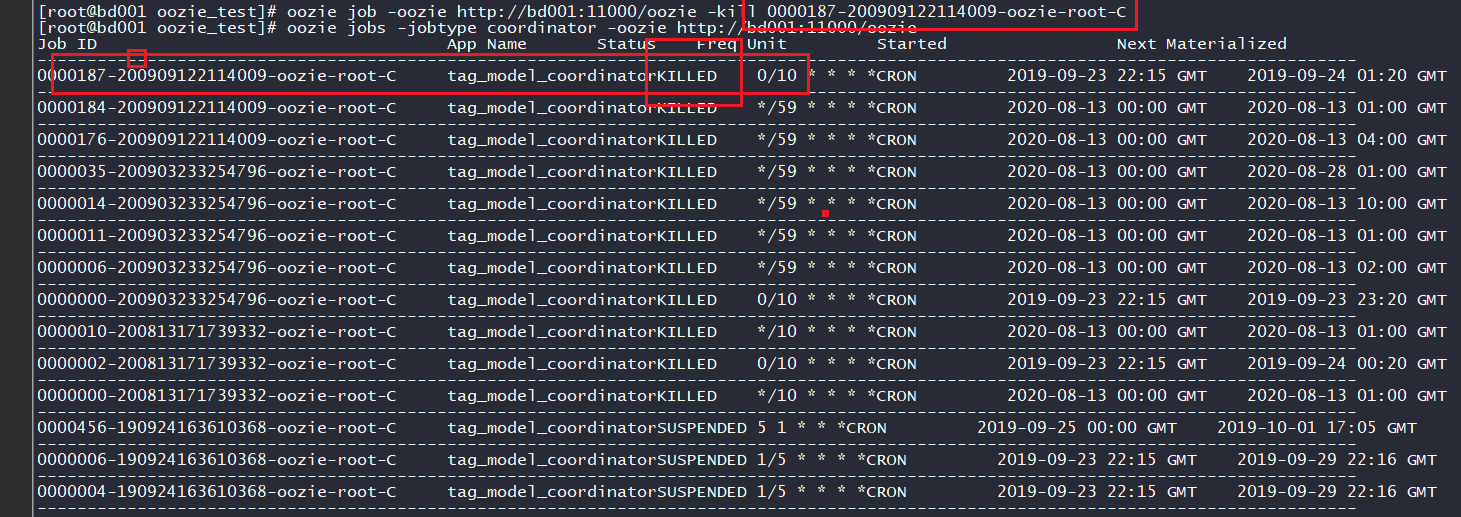 [root@bd001 oozie_test]# oozie job -oozie http://bd001:11000/oozie -kill 0000187-200909122114009-oozie-root-C
[root@bd001 oozie_test]# oozie jobs -jobtype coordinator -oozie http://bd001:11000/oozie
Job ID App Name Status Freq Unit Started Next Materialized
0000187-200909122114009-oozie-root-C tag_model_coordinatorKILLED 0/10 * * * *CRON 2019-09-23 22:15 GMT 2019-09-24 01:20 GMT
0000184-200909122114009-oozie-root-C tag_model_coordinatorKILLED */59 * * * *CRON 2020-08-13 00:00 GMT 2020-08-13 01:00 GMT
0000176-200909122114009-oozie-root-C tag_model_coordinatorKILLED */59 * * * *CRON 2020-08-13 00:00 GMT 2020-08-13 04:00 GMT
0000035-200903233254796-oozie-root-C tag_model_coordinatorKILLED */59 * * * *CRON 2020-08-13 00:00 GMT 2020-08-28 01:00 GMT
0000014-200903233254796-oozie-root-C tag_model_coordinatorKILLED */59 * * * *CRON 2020-08-13 00:00 GMT 2020-08-13 10:00 GMT
0000011-200903233254796-oozie-root-C tag_model_coordinatorKILLED */59 * * * *CRON 2020-08-13 00:00 GMT 2020-08-13 01:00 GMT
0000006-200903233254796-oozie-root-C tag_model_coordinatorKILLED */59 * * * *CRON 2020-08-13 00:00 GMT 2020-08-13 02:00 GMT
0000000-200903233254796-oozie-root-C tag_model_coordinatorKILLED 0/10 * * * *CRON 2019-09-23 22:15 GMT 2019-09-23 23:20 GMT
0000010-200813171739332-oozie-root-C tag_model_coordinatorKILLED */10 * * * *CRON 2020-08-13 00:00 GMT 2020-08-13 01:00 GMT
0000002-200813171739332-oozie-root-C tag_model_coordinatorKILLED 0/10 * * * *CRON 2019-09-23 22:15 GMT 2019-09-24 00:20 GMT
0000000-200813171739332-oozie-root-C tag_model_coordinatorKILLED */10 * * * *CRON 2020-08-13 00:00 GMT 2020-08-13 01:00 GMT
0000456-190924163610368-oozie-root-C tag_model_coordinatorSUSPENDED 5 1 * * *CRON 2019-09-25 00:00 GMT 2019-10-01 17:05 GMT
0000006-190924163610368-oozie-root-C tag_model_coordinatorSUSPENDED 1/5 * * * *CRON 2019-09-23 22:15 GMT 2019-09-29 22:16 GMT
0000004-190924163610368-oozie-root-C tag_model_coordinatorSUSPENDED 1/5 * * * *CRON 2019-09-23 22:15 GMT 2019-09-29 22:16 GMT